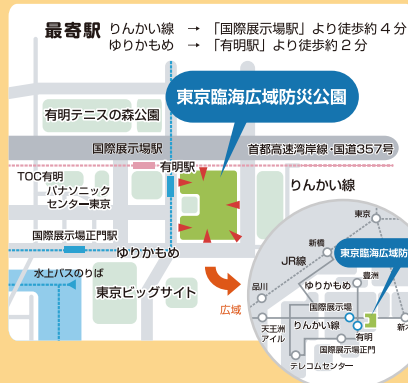 最寄駅
りんかい線 → 「国際展示場駅」より徒歩約4分
ゆりかもめ → 「有明駅」より徒歩約2分
東京臨海広域防災公園
有明テニスの森公園
国際展示場駅
首都高速湾岸線・国道357号
有明駅
TOC有明
パナソニック
センター東京
りんかい線
国際展示場正門駅
ゆりかもめ
水上バスのりば
東京ビッグサイト
広域
東京
新橋
JR線
東京臨海広域防
豊洲
品川
ゆりかもめ
国際展示場
天王洲
アイル
りんかい線
新木
有明
国際展示場正門
テレコムセンター